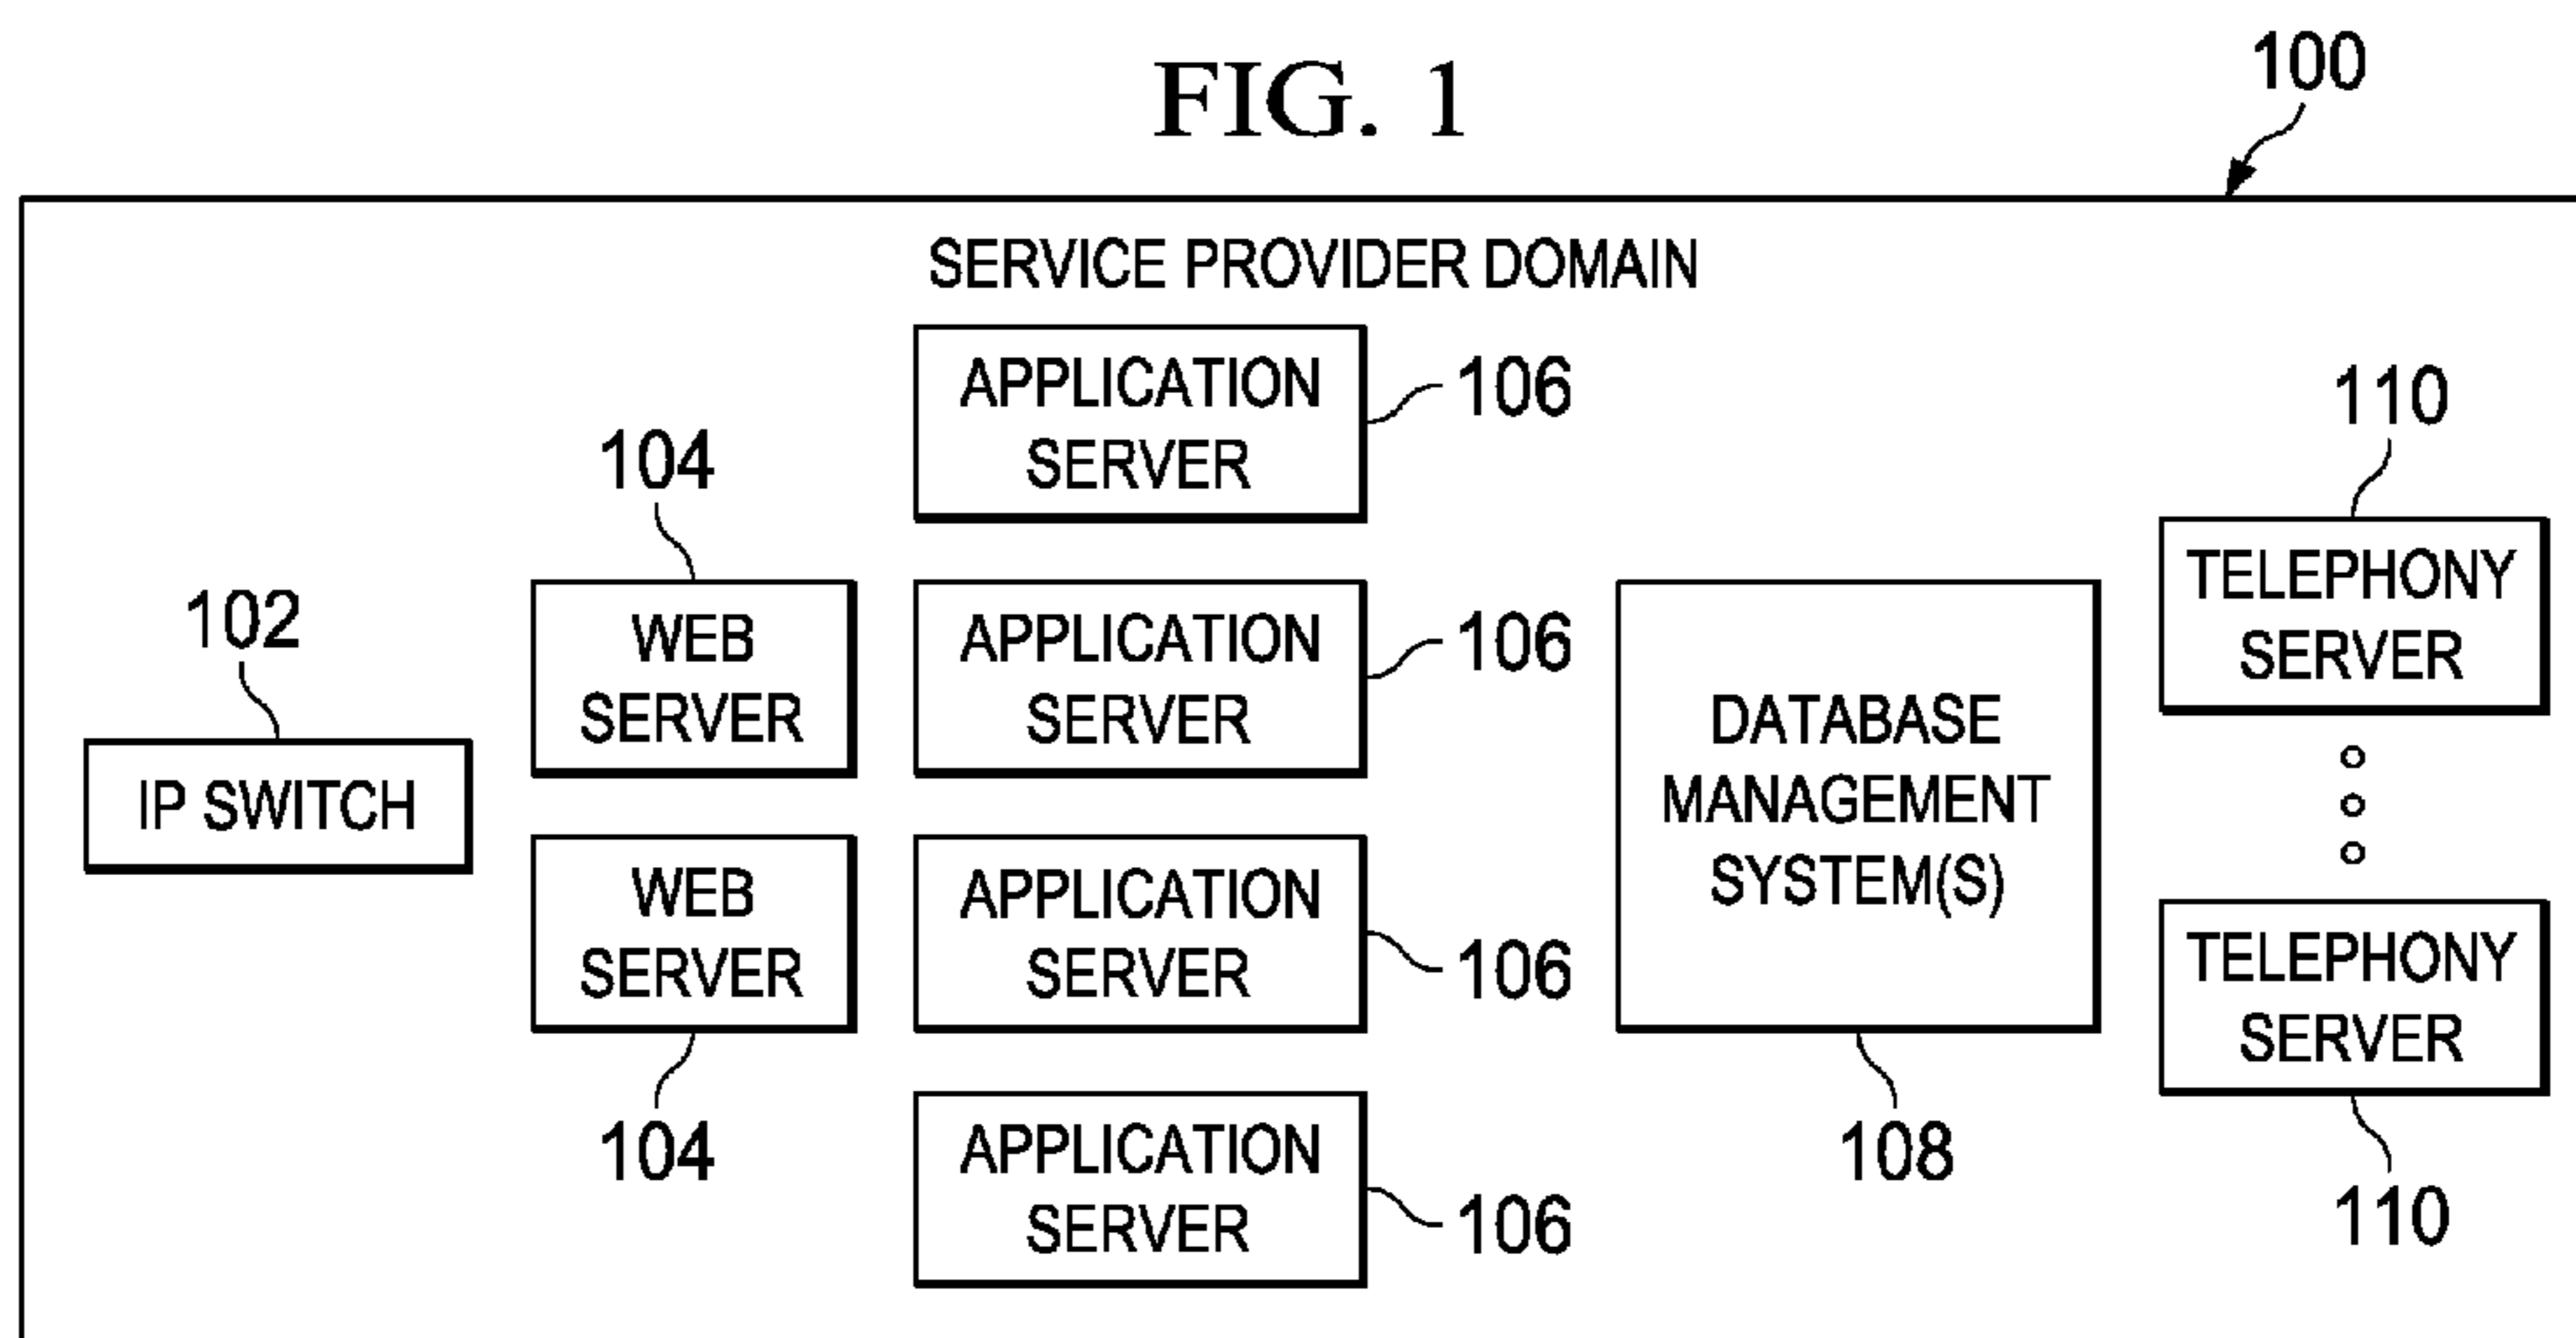 FIG. 1
100
SERVICE PROVIDER DOMAIN
102
IP SWITCH
104
WEB
SERVER
WEB
SERVER
104
APPLICATION
SERVER
106
APPLICATION
SERVER
106
APPLICATION
SERVER
106
APPLICATION
SERVER
106
DATABASE
MANAGEMENT
SYSTEM(S)
108
110
TELEPHONY
SERVER
TELEPHONY
SERVER
110